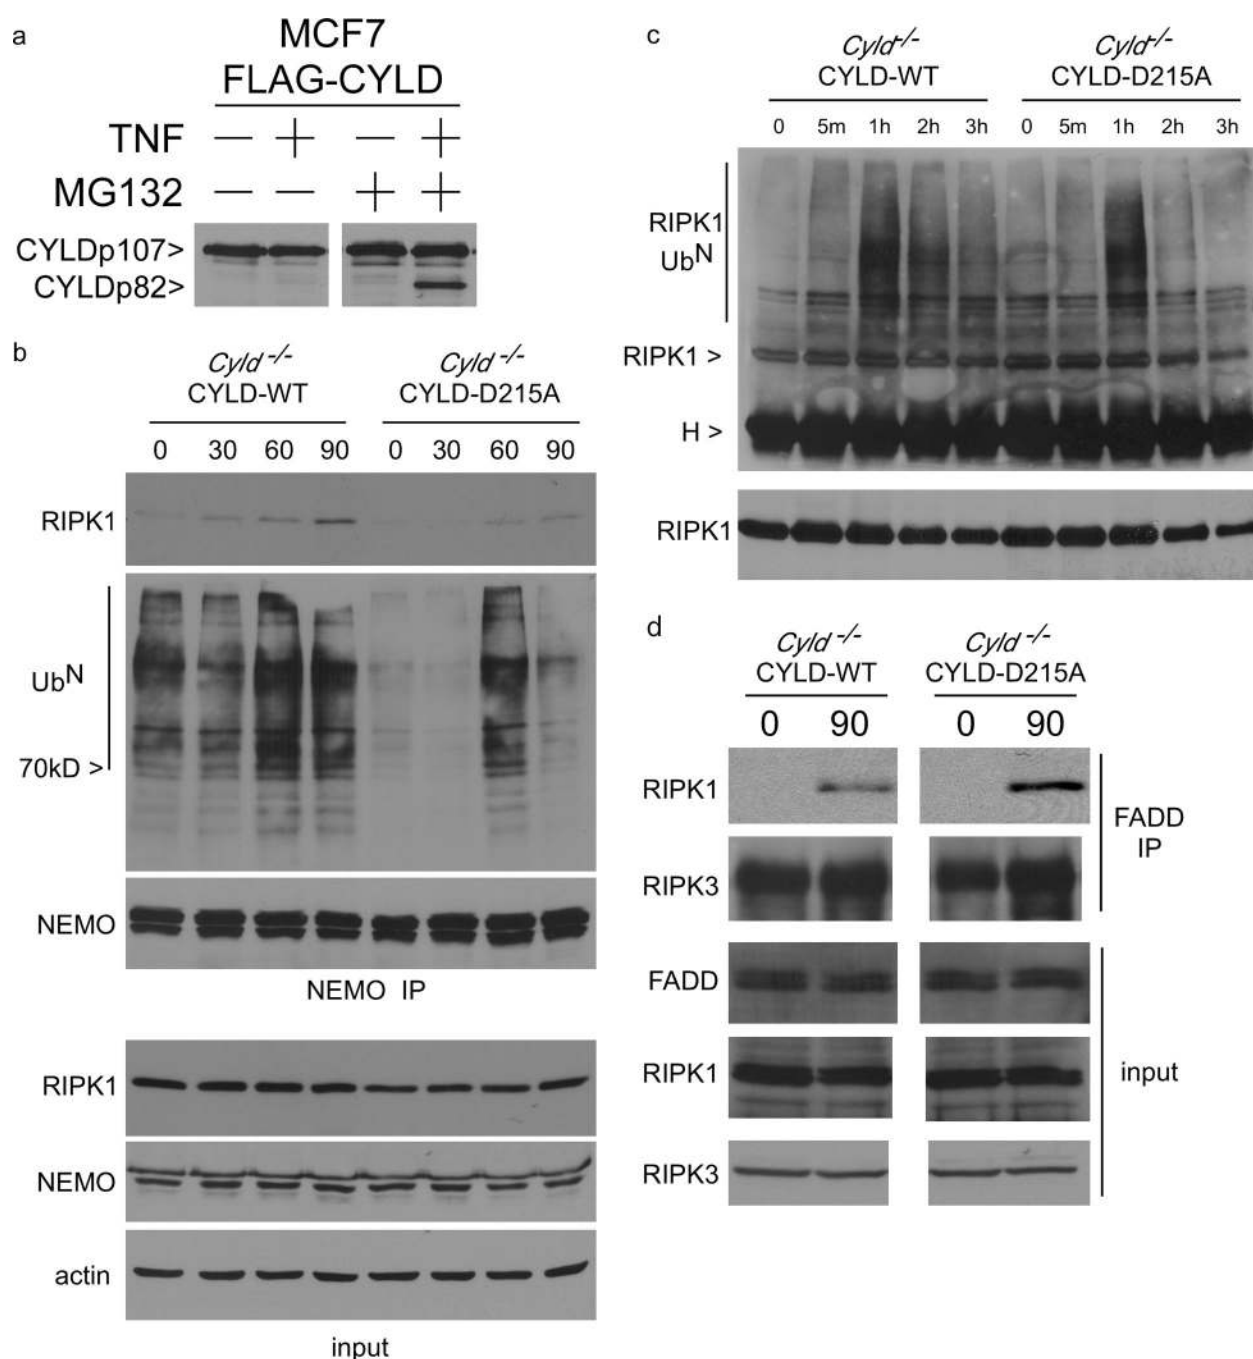 a
MCF7
FLAG-CYLD
TNF — + — +
MG132 — — + +
CYLDp107>
CYLDp82>
b
Cyld -/- Cyld -/-
CYLD-WT CYLD-D215A
0 30 60 90 0 30 60 90
RIPK1
UbN
70kD >
NEMO
NEMO IP
RIPK1
NEMO
actin
input
c
Cyld-/- Cyld-/-
CYLD-WT CYLD-D215A
0 5m 1h 2h 3h 0 5m 1h 2h 3h
RIPK1
UbN
RIPK1 >
H >
RIPK1
d
Cyld -/- Cyld -/-
CYLD-WT CYLD-D215A
0 90 0 90
RIPK1
RIPK3
FADD
IP
FADD
RIPK1
RIPK3
input